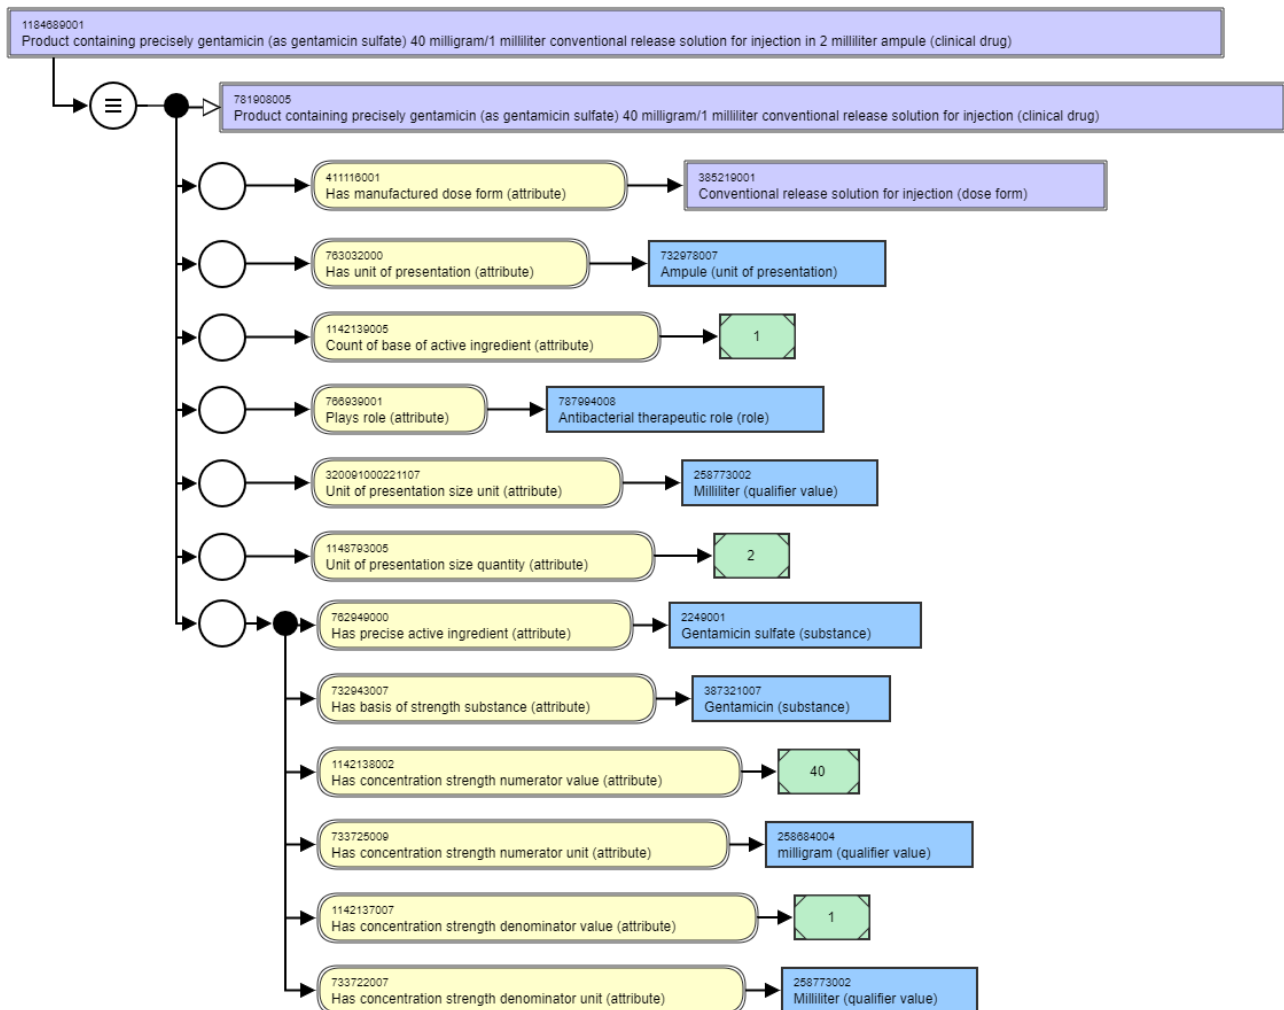 1184689001
Product containing precisely gentamicin (as gentamicin sulfate) 40 milligram/1 milliliter conventional release solution for injection in 2 milliliter ampule (clinical drug)
781908005
Product containing precisely gentamicin (as gentamicin sulfate) 40 milligram/1 milliliter conventional release solution for injection (clinical drug)
411116001
Has manufactured dose form (attribute)
385219001
Conventional release solution for injection (dose form)
763032000
Has unit of presentation (attribute)
732978007
Ampule (unit of presentation)
1142139005
Count of base of active ingredient (attribute)
1
766939001
Plays role (attribute)
787994008
Antibacterial therapeutic role (role)
320091000221107
Unit of presentation size unit (attribute)
258773002
Milliliter (qualifier value)
1148793005
Unit of presentation size quantity (attribute)
2
762949000
Has precise active ingredient (attribute)
2249001
Gentamicin sulfate (substance)
732943007
Has basis of strength substance (attribute)
387321007
Gentamicin (substance)
1142138002
Has concentration strength numerator value (attribute)
40
733725009
Has concentration strength numerator unit (attribute)
258684004
milligram (qualifier value)
1142137007
Has concentration strength denominator value (attribute)
1
733722007
Has concentration strength denominator unit (attribute)
258773002
Milliliter (qualifier value)